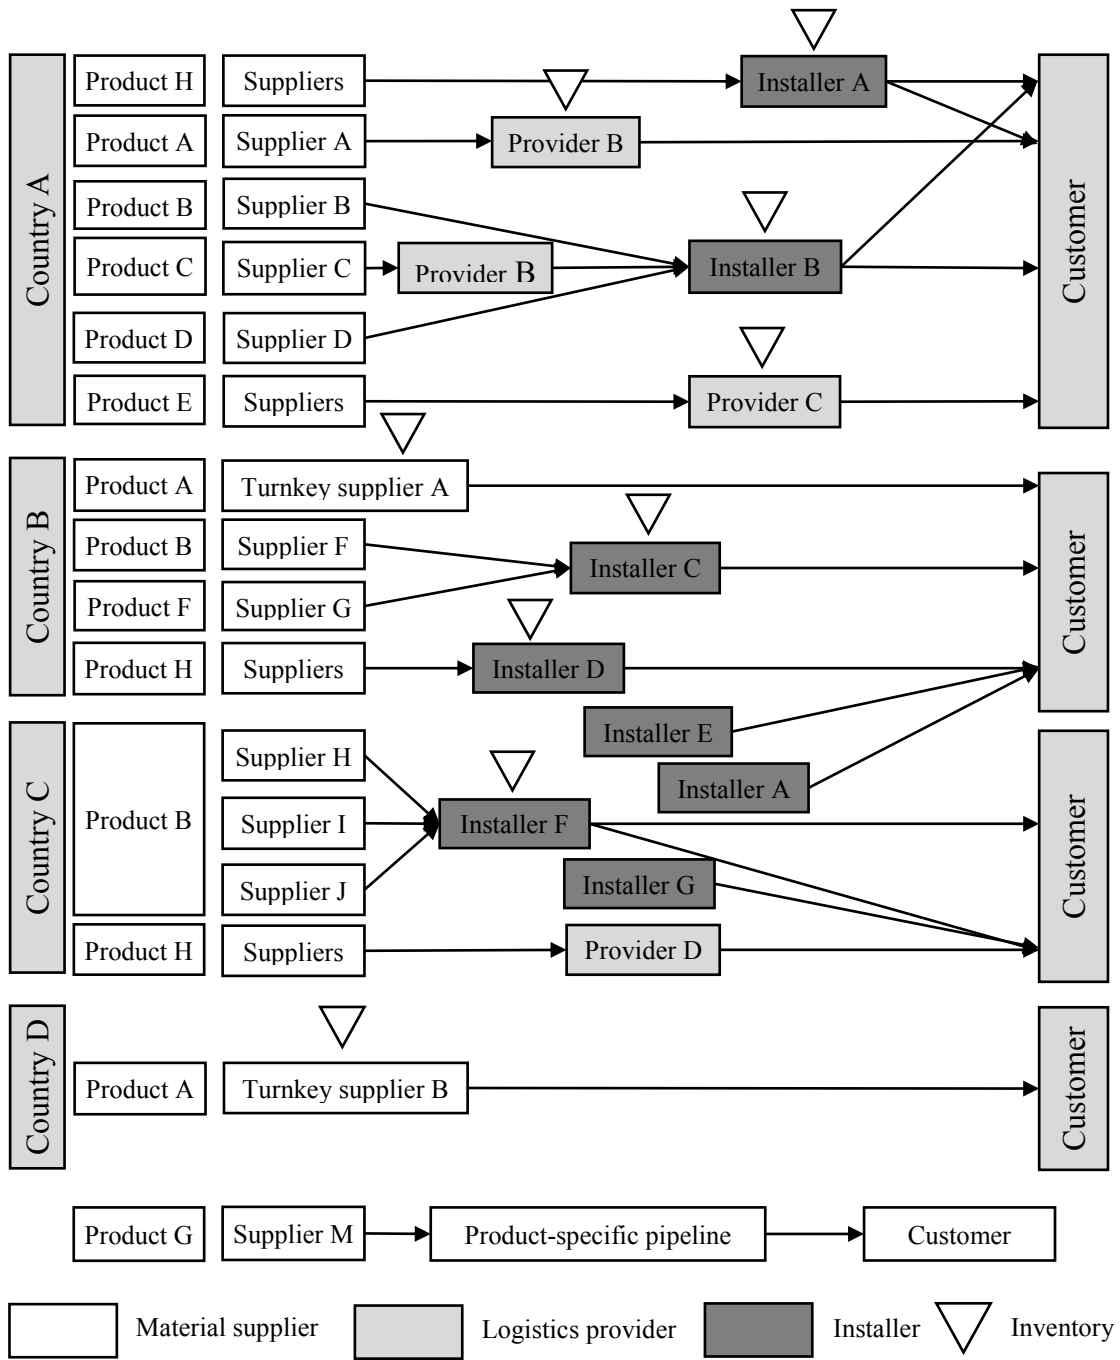 Country A
Product H
Suppliers
Installer A
Product A
Supplier A
Provider B
Product B
Supplier B
Product C
Supplier C
Provider B
Installer B
Product D
Supplier D
Product E
Suppliers
Provider C
Customer
Country B
Product A
Turnkey supplier A
Product B
Supplier F
Installer C
Product F
Supplier G
Product H
Suppliers
Installer D
Installer E
Installer A
Customer
Country C
Product B
Supplier H
Supplier I
Installer F
Supplier J
Installer G
Product H
Suppliers
Provider D
Customer
Country D
Product A
Turnkey supplier B
Customer
Product G
Supplier M
Product-specific pipeline
Customer
Material supplier
Logistics provider
Installer
Inventory